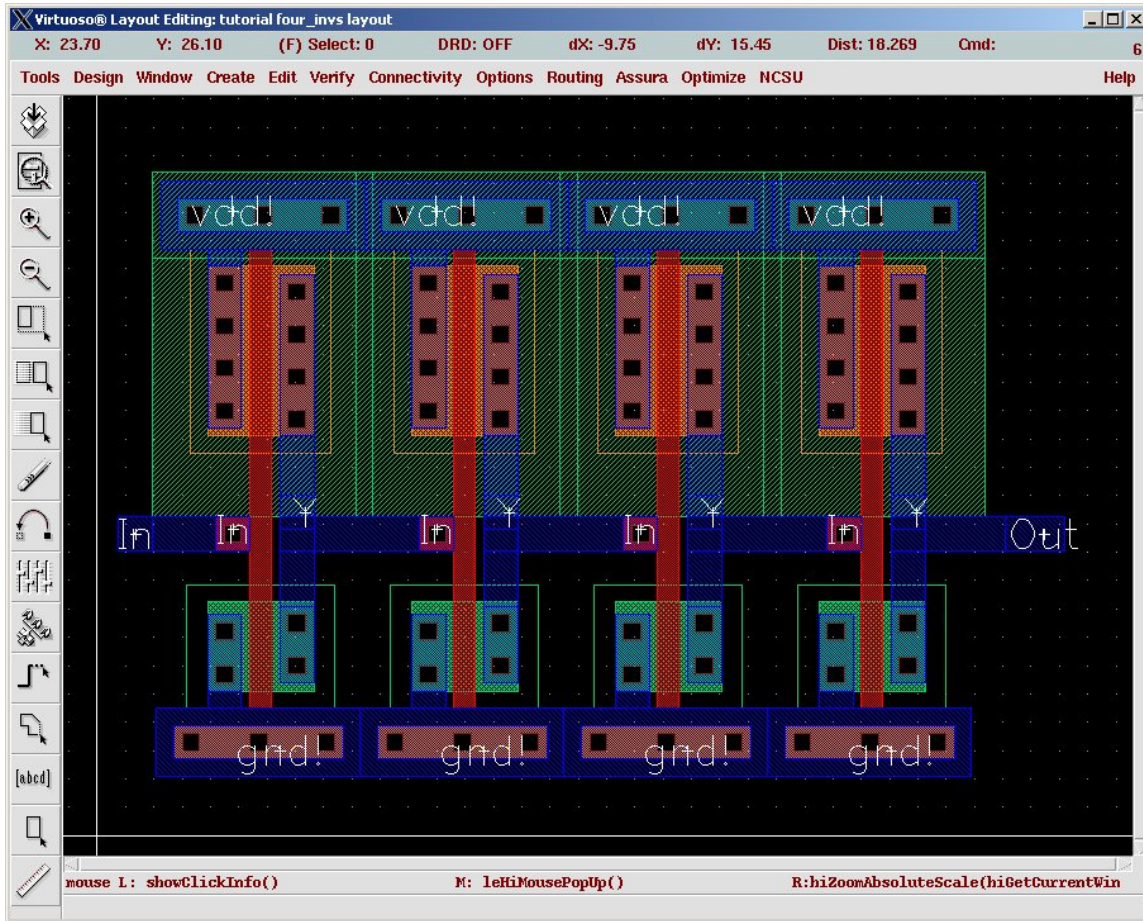 Virtuoso® Layout Editing: tutorial four_invs layout
X: 23.70 Y: 26.10 (F) Select: 0 DRD: OFF dX: -9.75 dY: 15.45 Dist: 18.269 Cmd: 6
Tools Design Window Create Edit Verify Connectivity Options Routing Assura Optimize NCSU Help
vdd! vdd! vdd! vdd!
Y Y Y Y
In In In In In Out
gnd! gnd! gnd! gnd!
[abcd]
mouse L: showClickInfo() M: leHiMousePopUp() R:hiZoomAbsoluteScale(hiGetCurrentWin